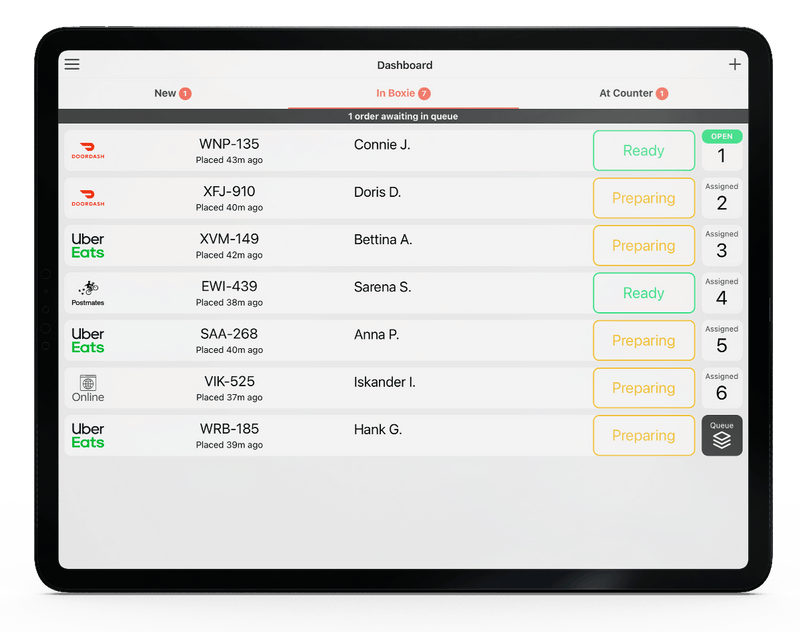 Dashboard
New 1
In Boxie 7
At Counter 1
1 order awaiting in queue
DOORDASH
WNP-135
Placed 43m ago
Connie J.
Ready
OPEN
1
DOORDASH
XFJ-910
Placed 40m ago
Doris D.
Preparing
Assigned
2
Uber
Eats
XVM-149
Placed 42m ago
Bettina A.
Preparing
Assigned
3
Postmates
EWI-439
Placed 38m ago
Sarena S.
Ready
Assigned
4
Uber
Eats
SAA-268
Placed 40m ago
Anna P.
Preparing
Assigned
5
Online
VIK-525
Placed 37m ago
Iskander I.
Preparing
Assigned
6
Uber
Eats
WRB-185
Placed 39m ago
Hank G.
Preparing
Queue